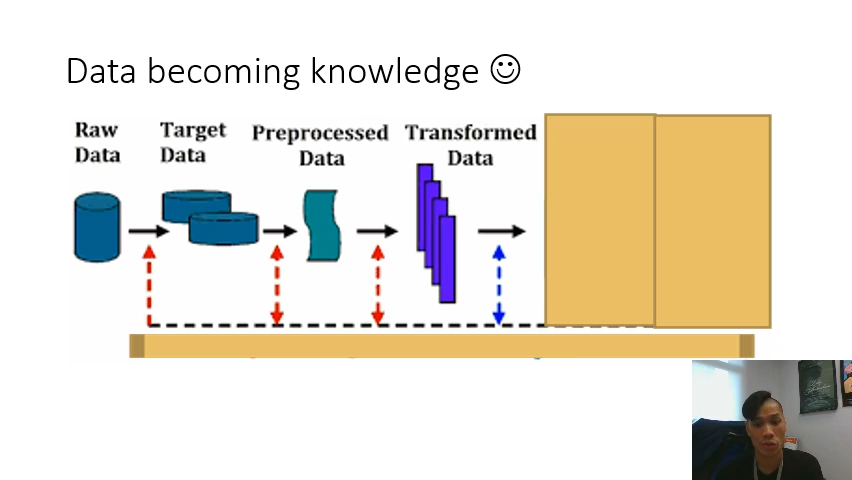 Data becoming knowledge ☺
Raw
Data
Target
Data
Preprocessed
Data
Transformed
Data